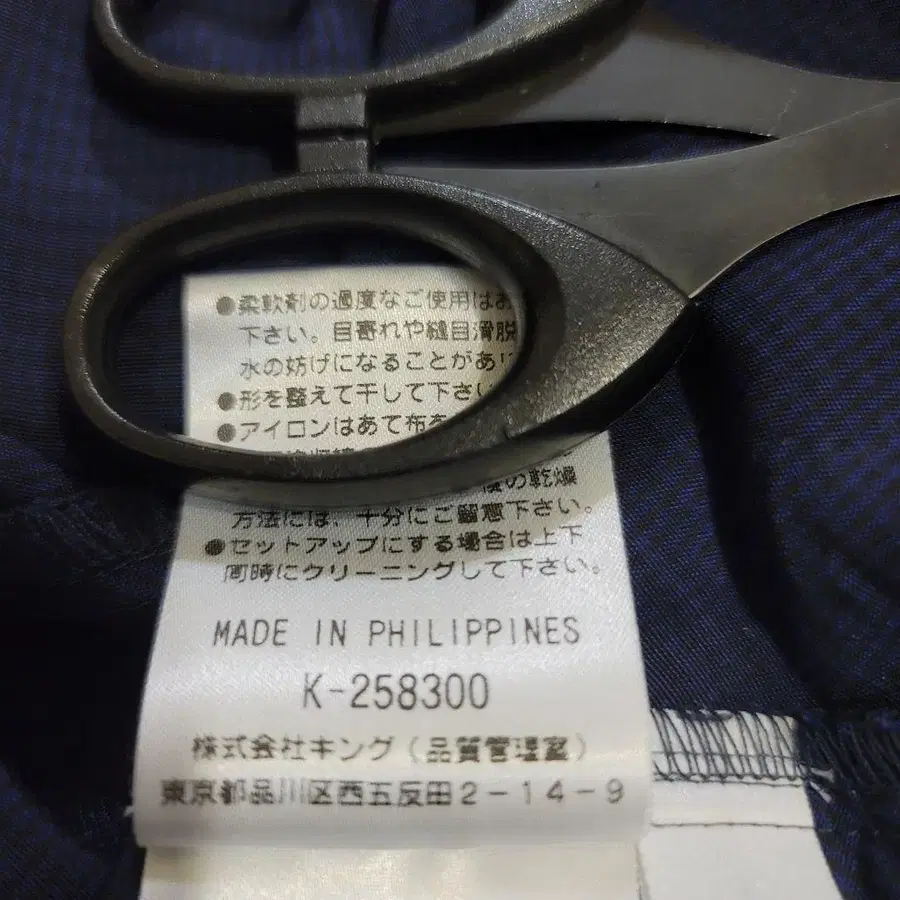 ●柔軟剤の過度なご使用はお
下さい。目寄れや縫目滑脱
水の妨げになることがあり
●形を整えて干して下さい
●アイロンはあて布を
度の乾燥
方法には、十分にご留意下さい。
●セットアップにする場合は上下
同時にクリーニングして下さい。
MADE IN PHILIPPINES
K-258300
株式会社キング(品質管理室)
東京都品川区西五反田2-14-9